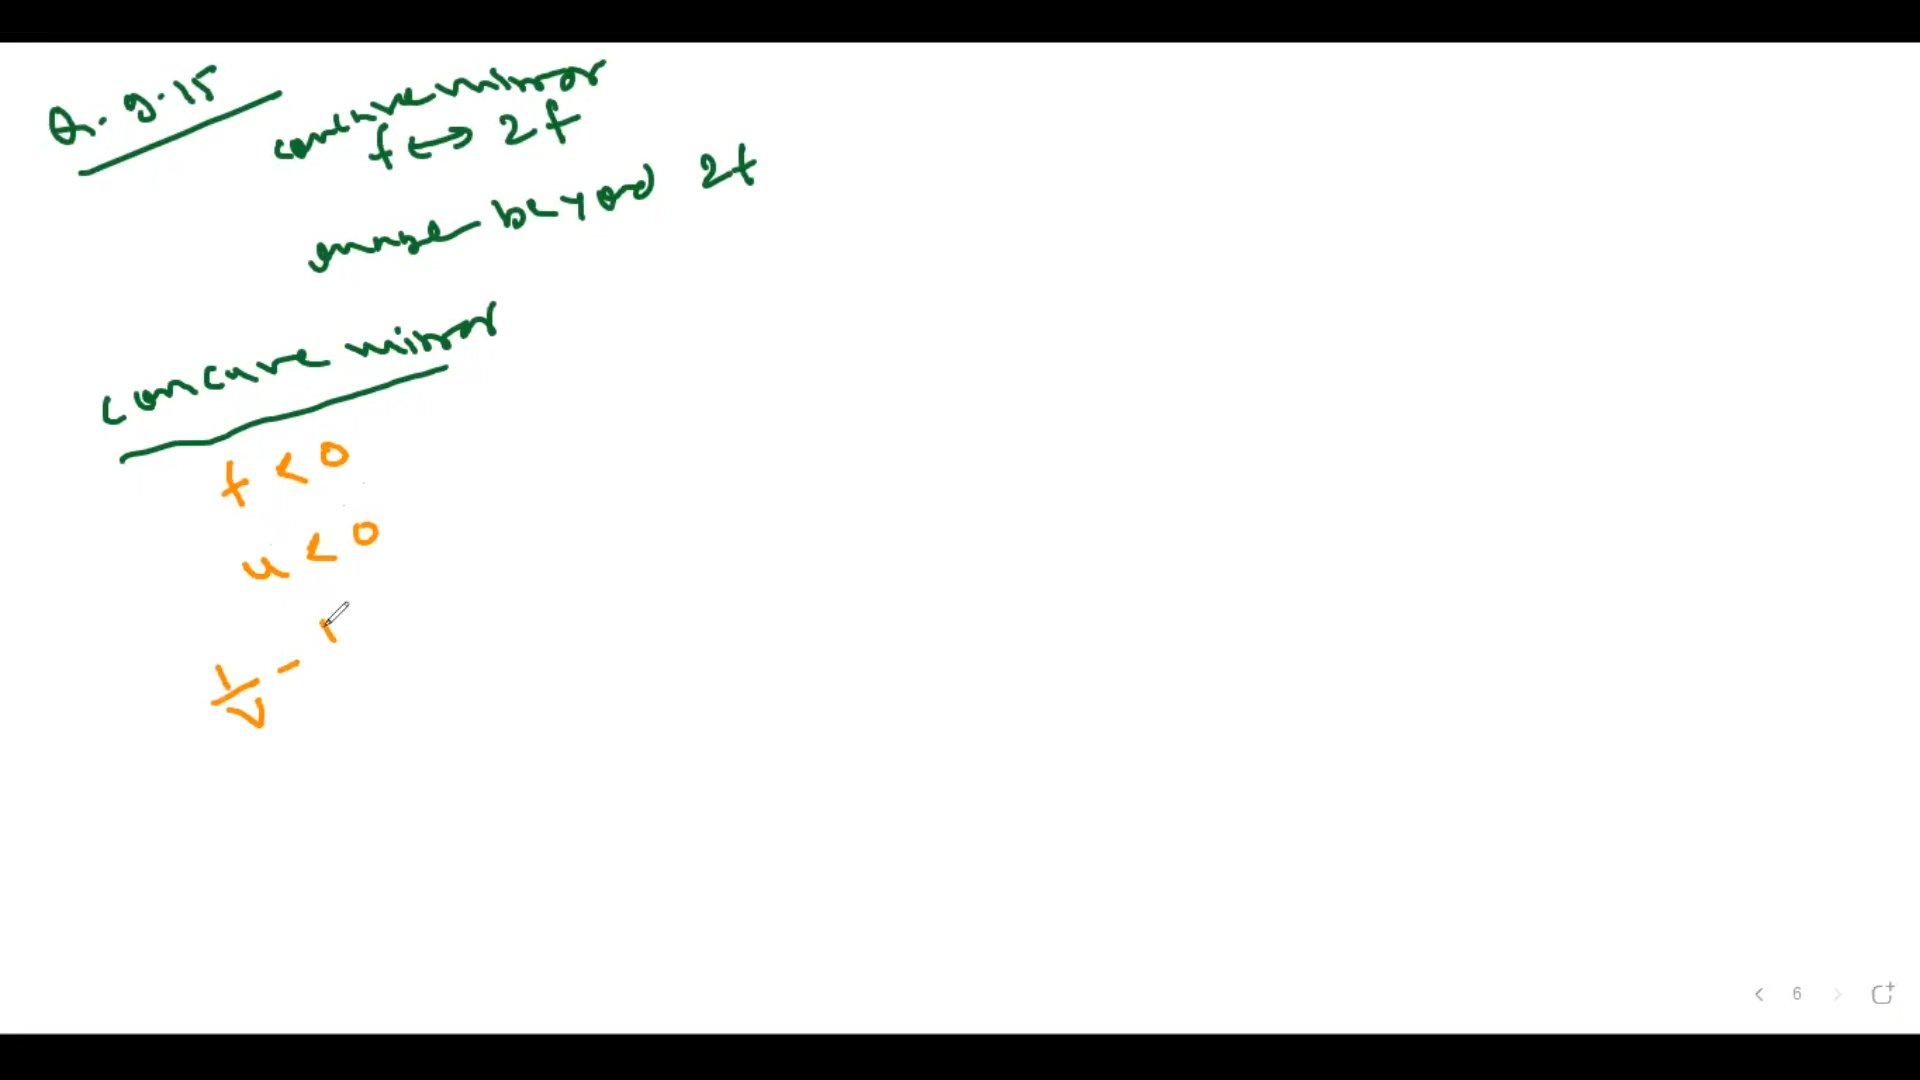 Q. 9.15
concave mirror
f ↔ 2f
image beyond 2f
concave mirror
f < 0
u < 0
1/v -
6